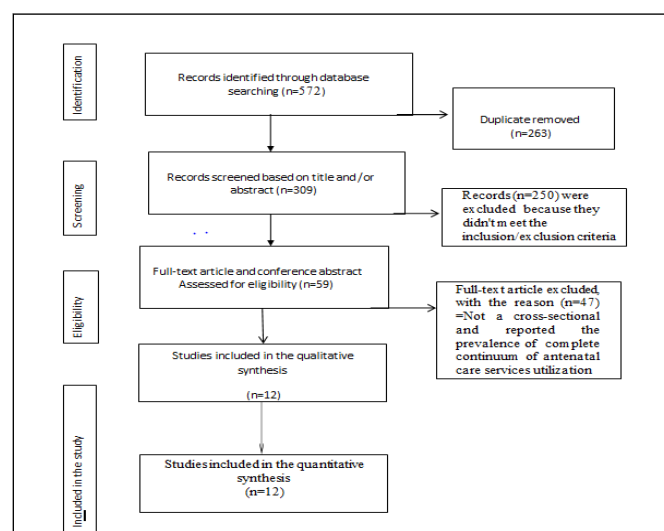 Identification
Records identified through database
searching (n=572)
Duplicate removed
(n=263)
Screening
Records screened based on title and /or
abstract (n=309)
Records (n=250) were
excluded because they
didn't meet the
inclusion/exclusion criteria
Eligibility
Full-text article and conference abstract
Assessed for eligibility (n=59)
Full-text article excluded,
with the reason (n=47)
=Not a cross-sectional
and reported the
prevalence of complete
continuum of antenatal
care services utilization
Studies included in the qualitative
synthesis
(n=12)
Included in the study
Studies included in the quantitative
synthesis
(n=12)